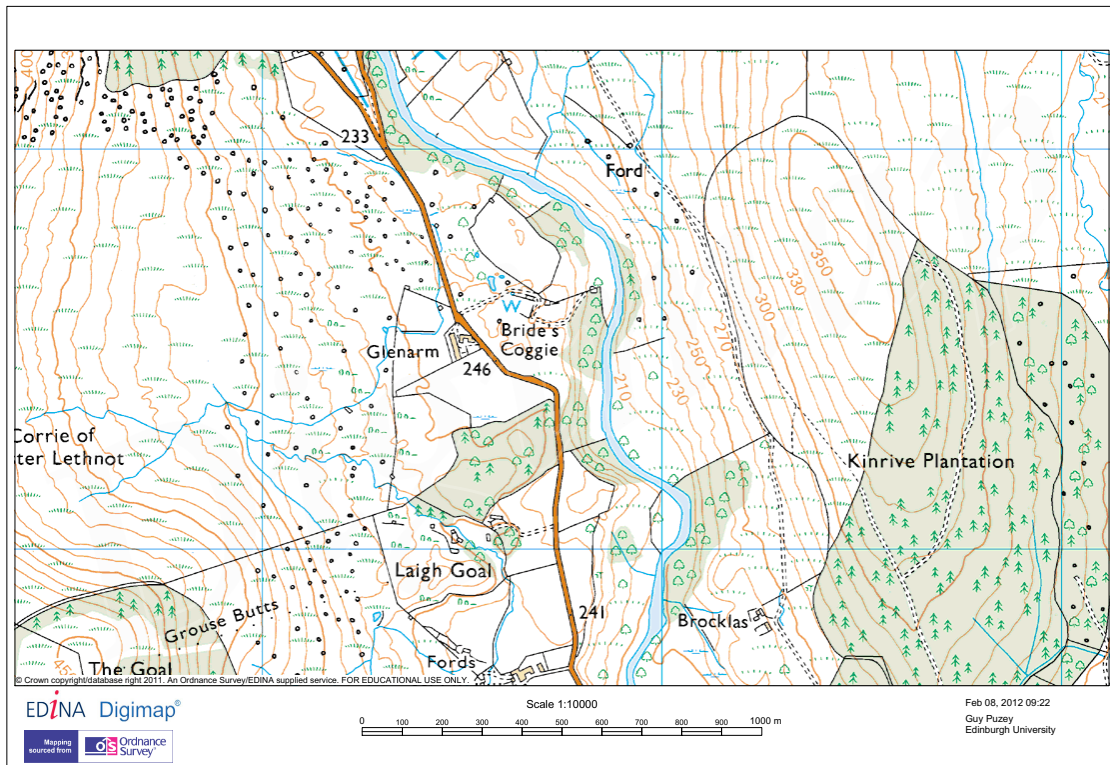 400
233
Ford
350
330
300
270
250
230
210
W
Bride's
Coggie
Glenarm
246
Corrie of
ter Lethnot
Kinrive Plantation
Laigh Goal
241
Brocklas
Grouse Butts
Fords
The Goal
© Crown copyright/database right 2011. An Ordnance Survey/EDINA supplied service. FOR EDUCATIONAL USE ONLY.
EDINA Digimap®
Mapping
sourced from
OS Ordnance
Survey®
Scale 1:10000
0 100 200 300 400 500 600 700 800 900 1000 m
Feb 08, 2012 09:22
Guy Puzey
Edinburgh University